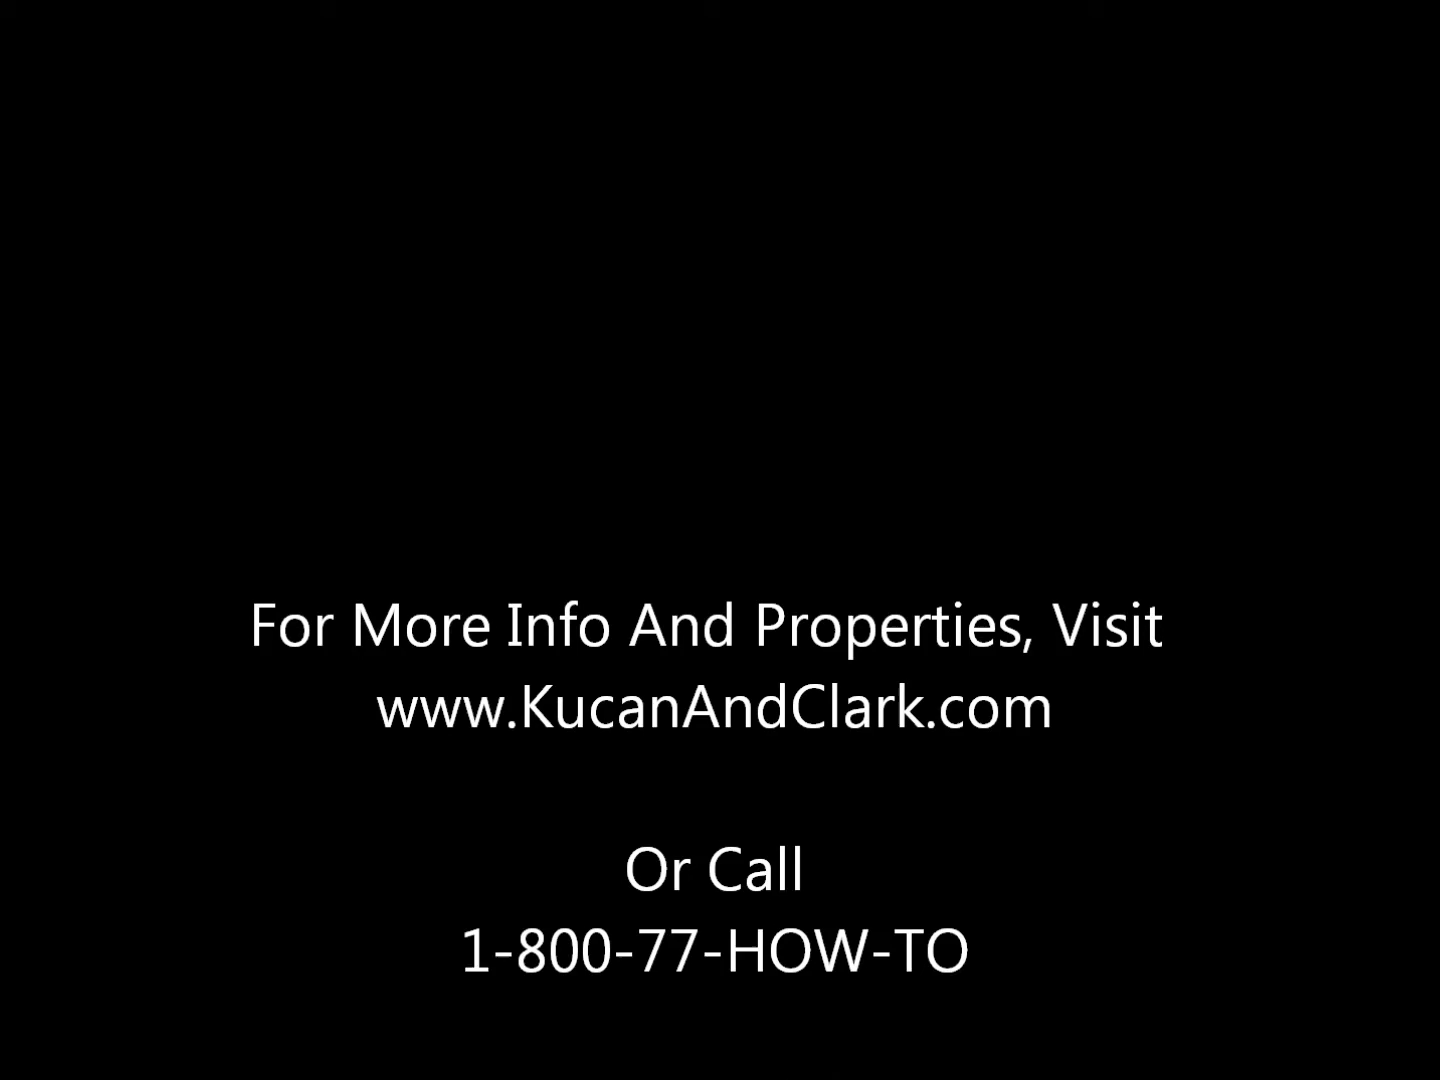 For More Info And Properties, Visit
www.KucanAndClark.com
Or Call
1-800-77-HOW-TO